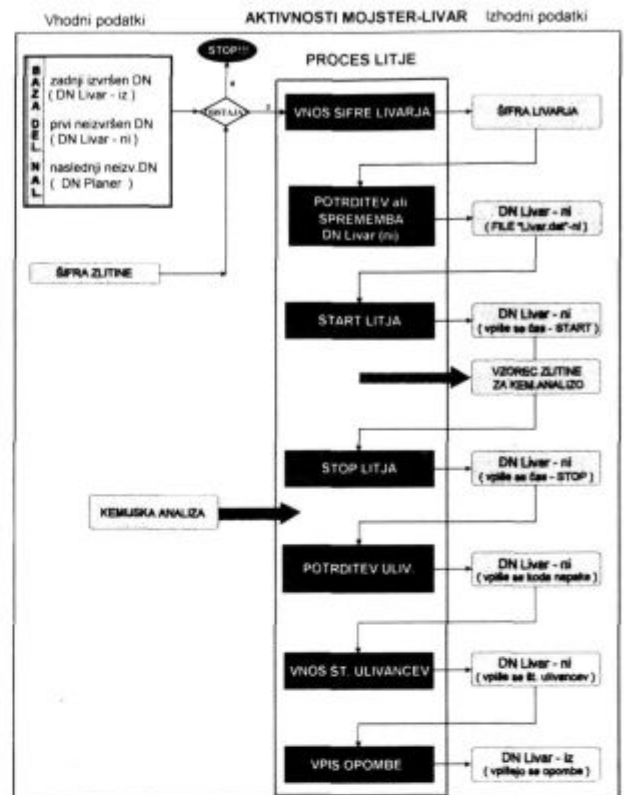 Vhodni podatki
AKTIVNOSTI MOJSTER-LIVAR
Izhodni podatki
STOP!!!
PROCES LITJE
BAZA DEL. NAL.
zadnji izvršen DN
( DN Livar - iz )
prvi neizvršen DN
( DN Livar - ni )
naslednji neizv.DN
( DN Planer )
VNOS ŠIFRE LIVARJA
ŠIFRA LIVARJA
POTRDITEV ali
SPREMEMBA
DN Livar (ni)
DN Livar - ni
( FILE "Livar.dat"-ni )
ŠIFRA ZLITINE
START LITJA
DN Livar - ni
( vpiše se čas - START )
VZOREC ZLITINE
ZA KEM.ANALIZO
STOP LITJA
DN Livar - ni
( vpiše se čas - STOP )
KEMIJSKA ANALIZA
POTRDITEV ULIV.
DN Livar - ni
( vpiše se koda napake )
VNOS ŠT. ULIVANCEV
DN Livar - ni
( vpiše se št. ulivancev )
VPIS OPOMBE
DN Livar - iz
( vpišejo se opombe )